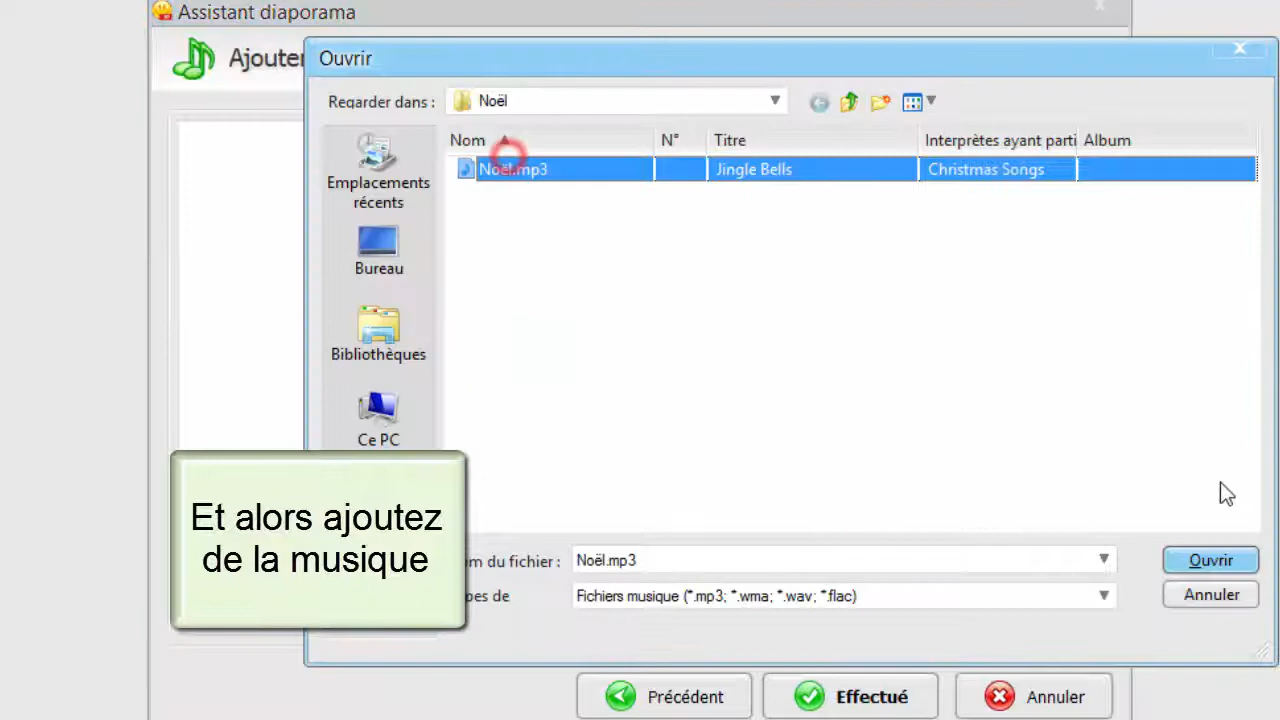 Assistant diaporama
Ajouter
Ouvrir
Regarder dans :
Noël
Nom
N°
Titre
Interprètes ayant parti
Album
Noël.mp3
Jingle Bells
Christmas Songs
Emplacements
récents
Bureau
Bibliothèques
Ce PC
Et alors ajoutez
de la musique
om du fichier :
Noël.mp3
Ouvrir
pes de
Fichiers musique (*.mp3; *.wma; *.wav; *.flac)
Annuler
Précédent
Effectué
Annuler